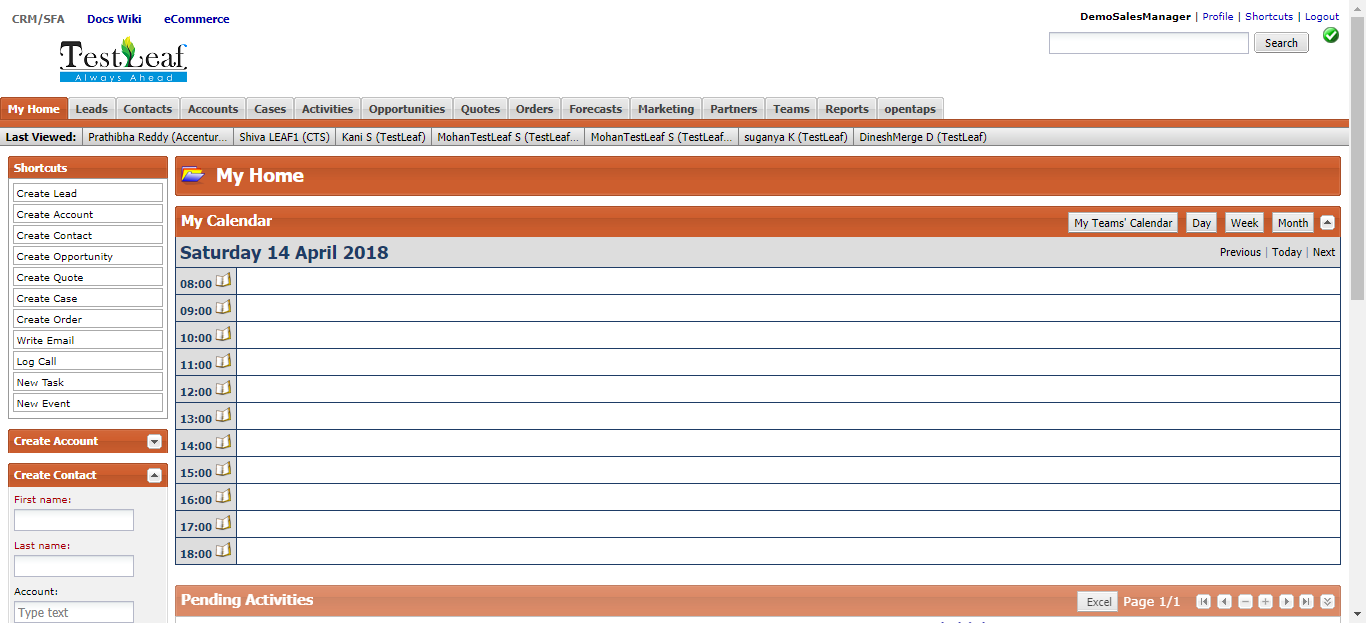 CRM/SFA Docs Wiki eCommerce
DemoSalesManager | Profile | Shortcuts | Logout
TestLeaf
Always Ahead
Search
My Home Leads Contacts Accounts Cases Activities Opportunities Quotes Orders Forecasts Marketing Partners Teams Reports opentaps
Last Viewed: Prathibha Reddy (Accentur... Shiva LEAF1 (CTS) Kani S (TestLeaf) MohanTestLeaf S (TestLeaf... MohanTestLeaf S (TestLeaf... suganya K (TestLeaf) DineshMerge D (TestLeaf)
Shortcuts
Create Lead
Create Account
Create Contact
Create Opportunity
Create Quote
Create Case
Create Order
Write Email
Log Call
New Task
New Event
Create Account
Create Contact
First name:
Last name:
Account:
Type text
My Home
My Calendar My Teams' Calendar Day Week Month
Saturday 14 April 2018 Previous | Today | Next
08:00
09:00
10:00
11:00
12:00
13:00
14:00
15:00
16:00
17:00
18:00
Pending Activities Excel Page 1/1